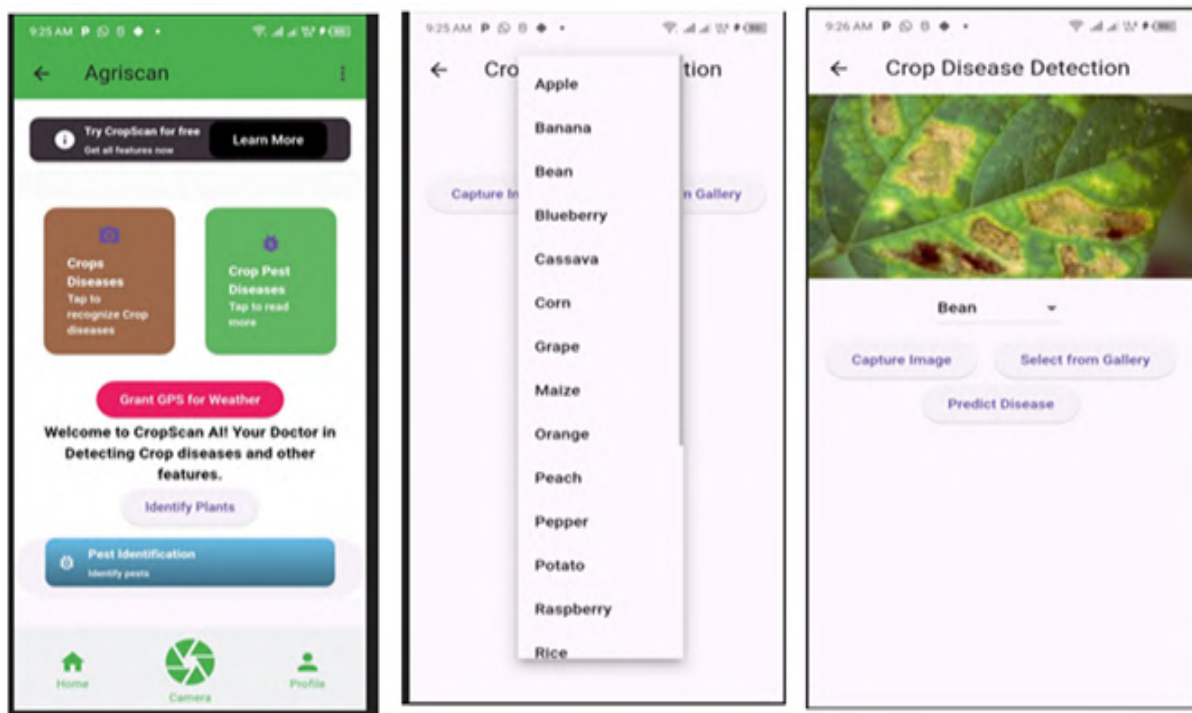 9:25 AM P
Agriscan
Try CropScan for free
Get all features now
Learn More
Crops
Diseases
Tap to
recognize Crop
diseases
Crop Pest
Diseases
Tap to read
more
Grant GPS for Weather
Welcome to CropScan AI! Your Doctor in
Detecting Crop diseases and other
features.
Identify Plants
Pest Identification
Identify pests
Home
Camera
Profile
9:25 AM P
Cro
tion
Capture In
n Gallery
Apple
Banana
Bean
Blueberry
Cassava
Corn
Grape
Maize
Orange
Peach
Pepper
Potato
Raspberry
Rice
9:26 AM P
Crop Disease Detection
Bean
Capture Image
Select from Gallery
Predict Disease